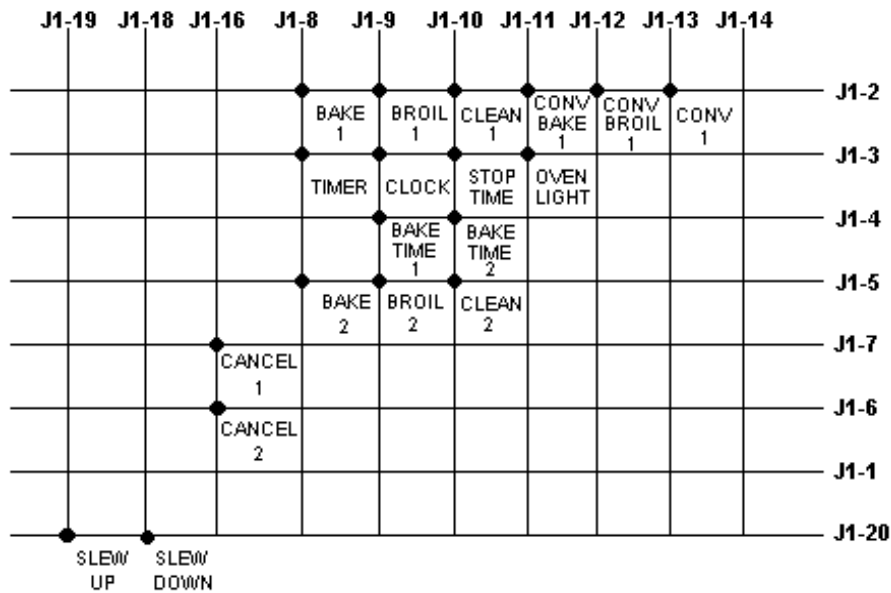 J1-19 J1-18 J1-16 J1-8 J1-9 J1-10 J1-11 J1-12 J1-13 J1-14
J1-2
BAKE 1
BROIL 1
CLEAN 1
CONV BAKE 1
CONV BROIL 1
CONV 1
J1-3
TIMER
CLOCK
STOP TIME
OVEN LIGHT
J1-4
BAKE TIME 1
BAKE TIME 2
J1-5
BAKE 2
BROIL 2
CLEAN 2
J1-7
CANCEL 1
J1-6
CANCEL 2
J1-1
J1-20
SLEW UP
SLEW DOWN